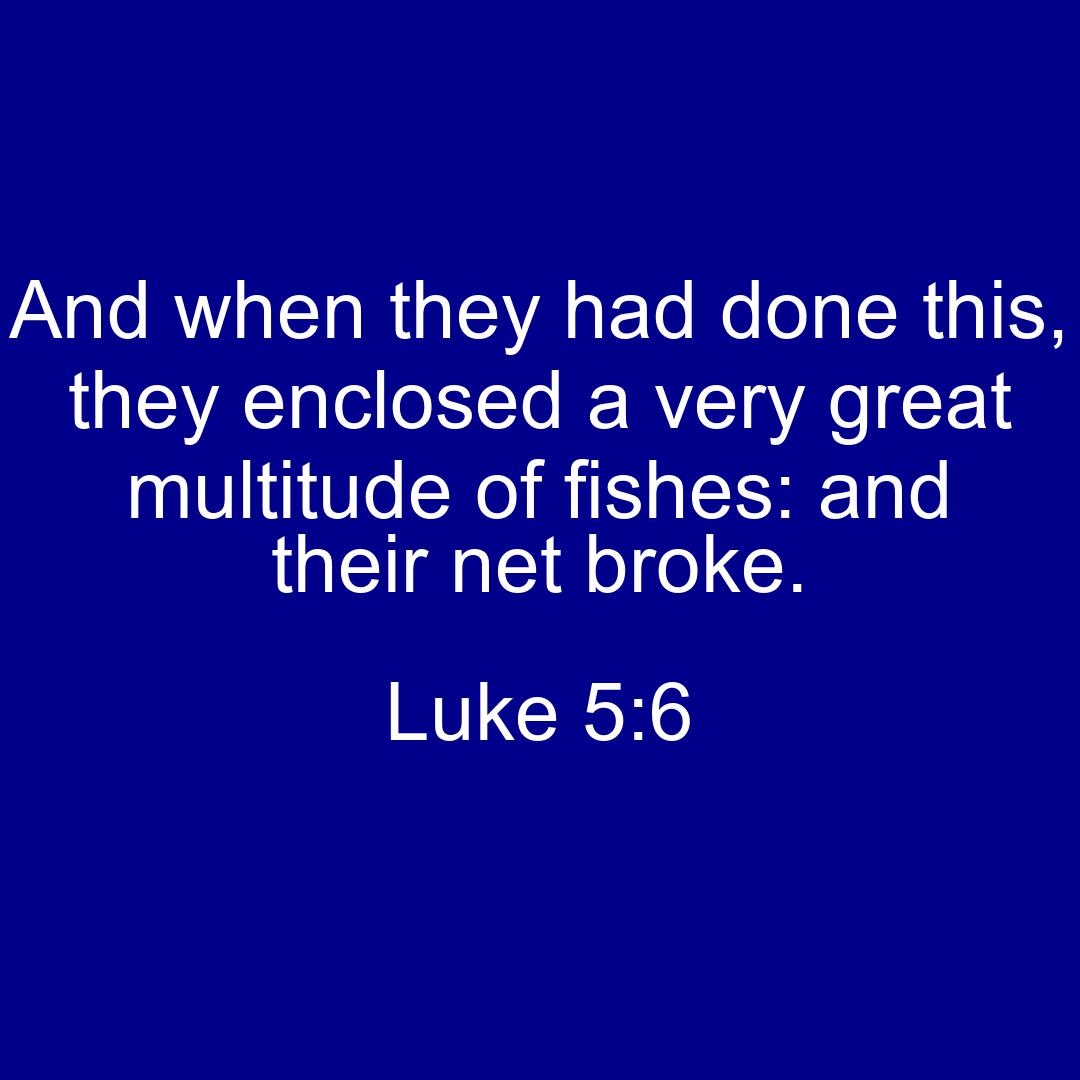 And when they had done this,
they enclosed a very great
multitude of fishes: and
their net broke.
Luke 5:6